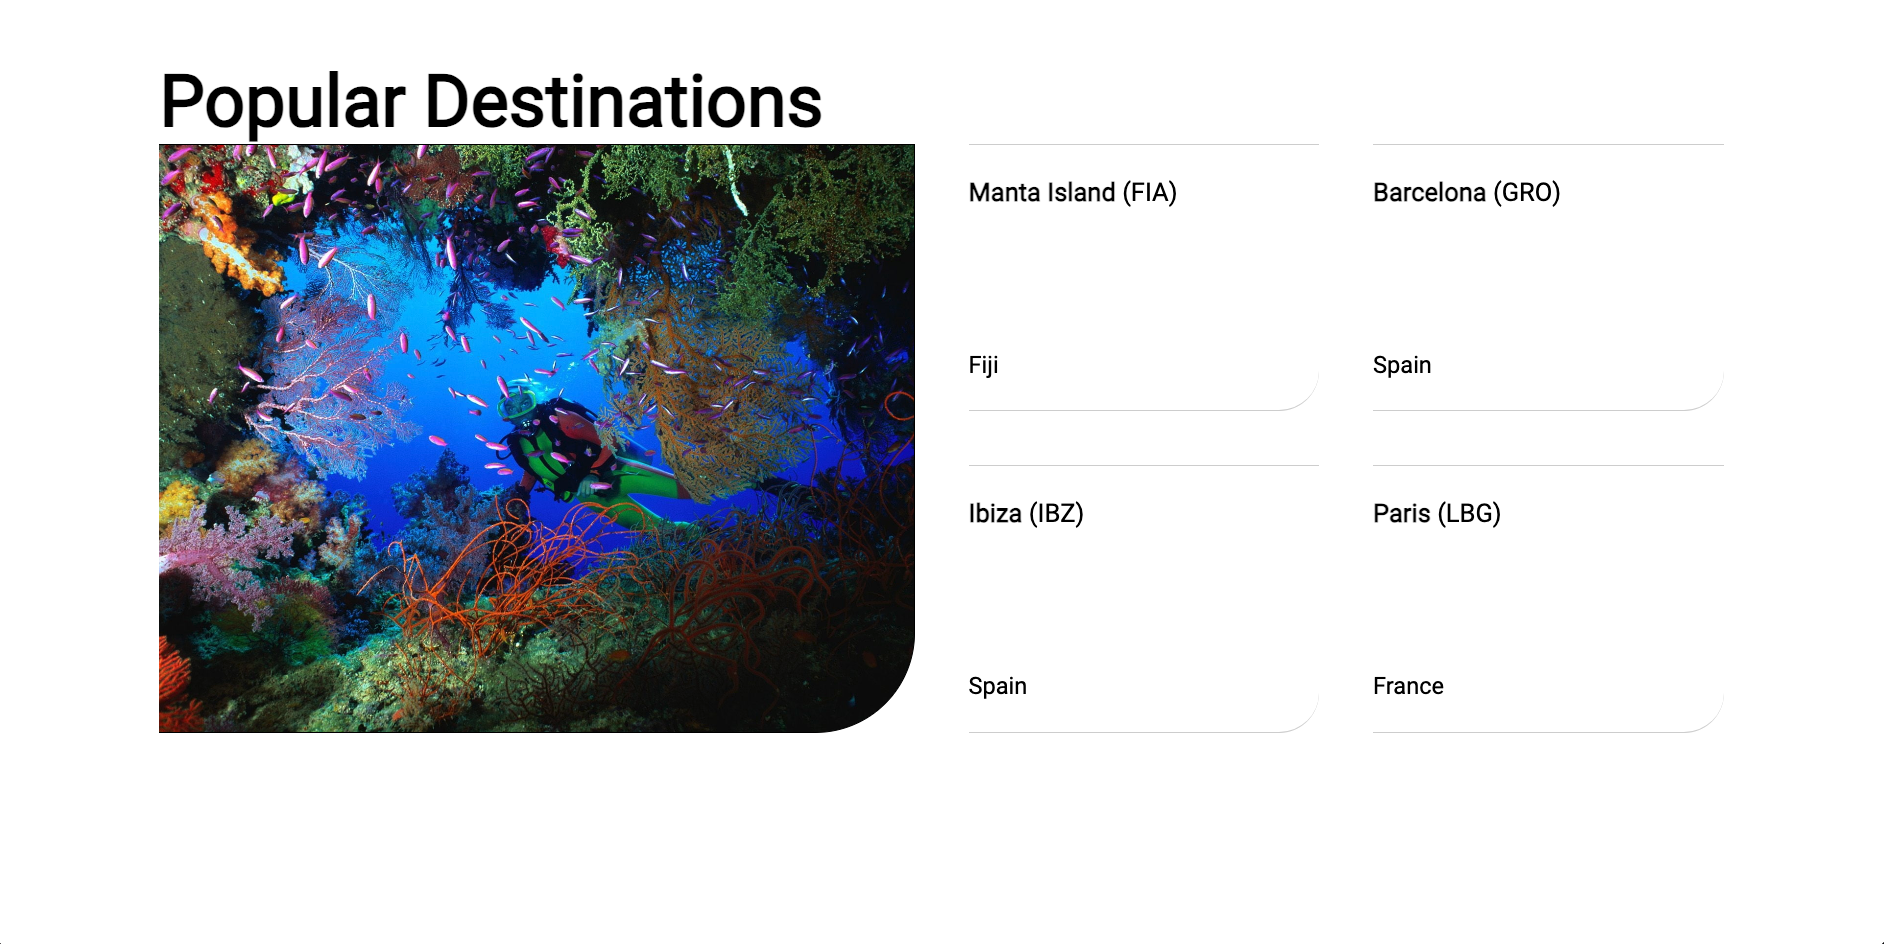 Popular Destinations
Manta Island (FIA)
Fiji
Barcelona (GRO)
Spain
Ibiza (IBZ)
Spain
Paris (LBG)
France